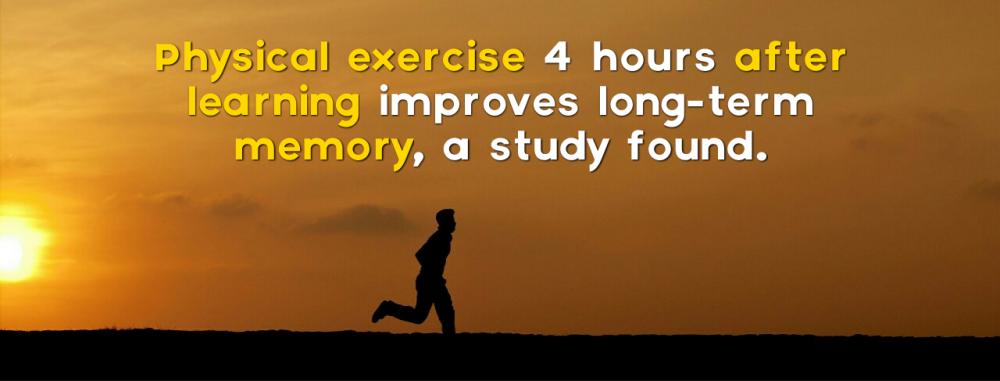 Physical exercise 4 hours after
learning improves long-term
memory, a study found.